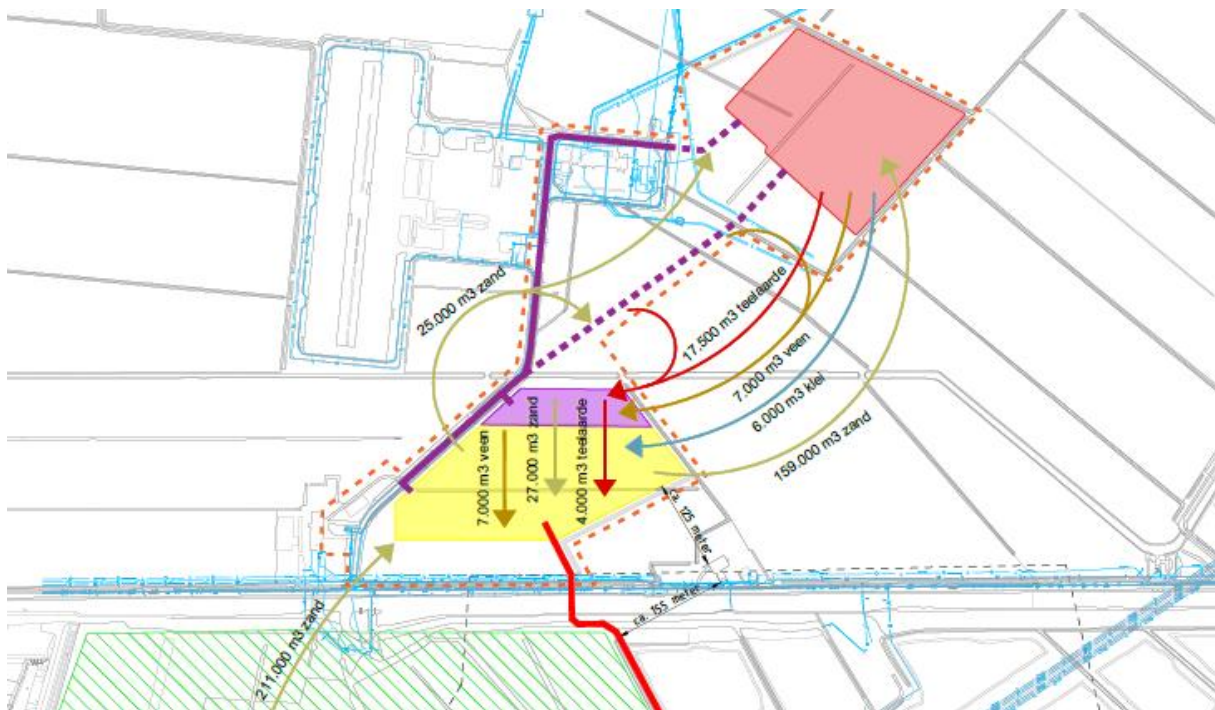 25.000 m3 zand
17.500 m3 teelaarde
7.000 m3 veen
6.000 m3 klei
159.000 m3 zand
7.000 m3 veen
27.000 m3 zand
4.000 m3 teelaarde
ca. 125 meter
ca. 155 meter
211.000 m3 zand